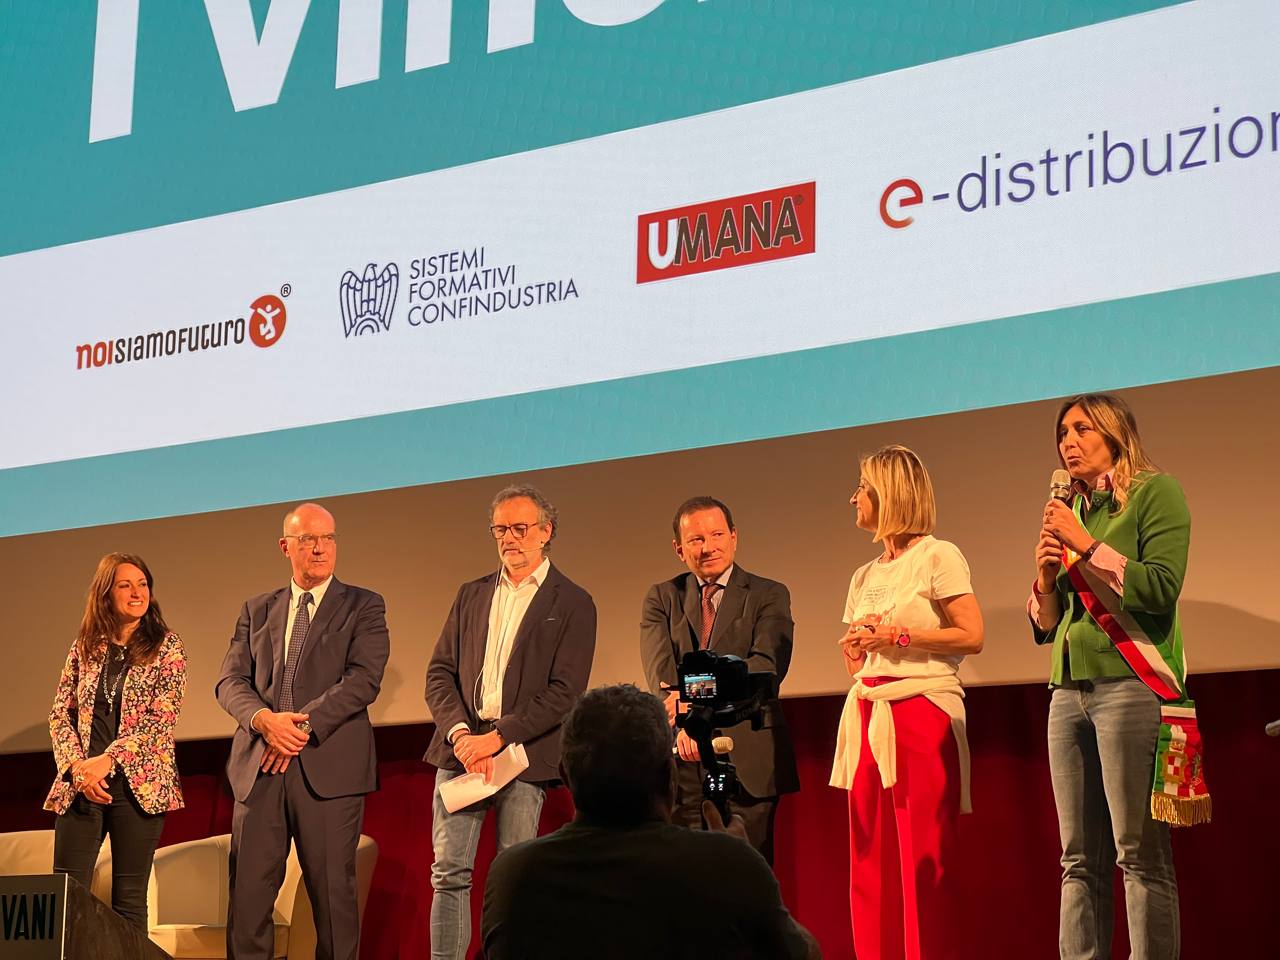 noisiamofuturo®
SISTEMI
FORMATIVI
CONFINDUSTRIA
UMANA®
e-distribuzion
VANI